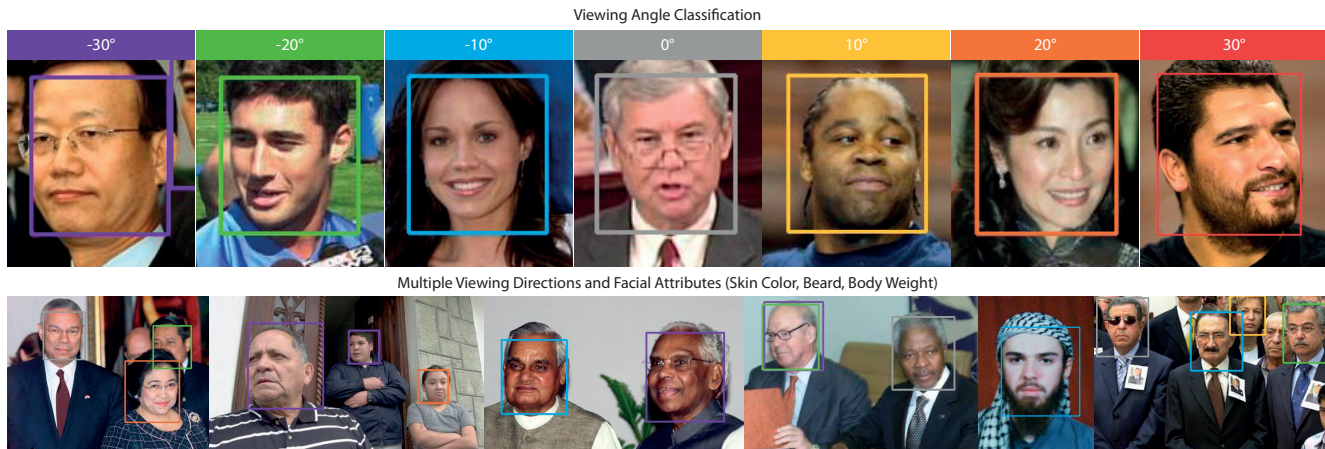 Viewing Angle Classification
-30° -20° -10° 0° 10° 20° 30°
NEWS
Multiple Viewing Directions and Facial Attributes (Skin Color, Beard, Body Weight)